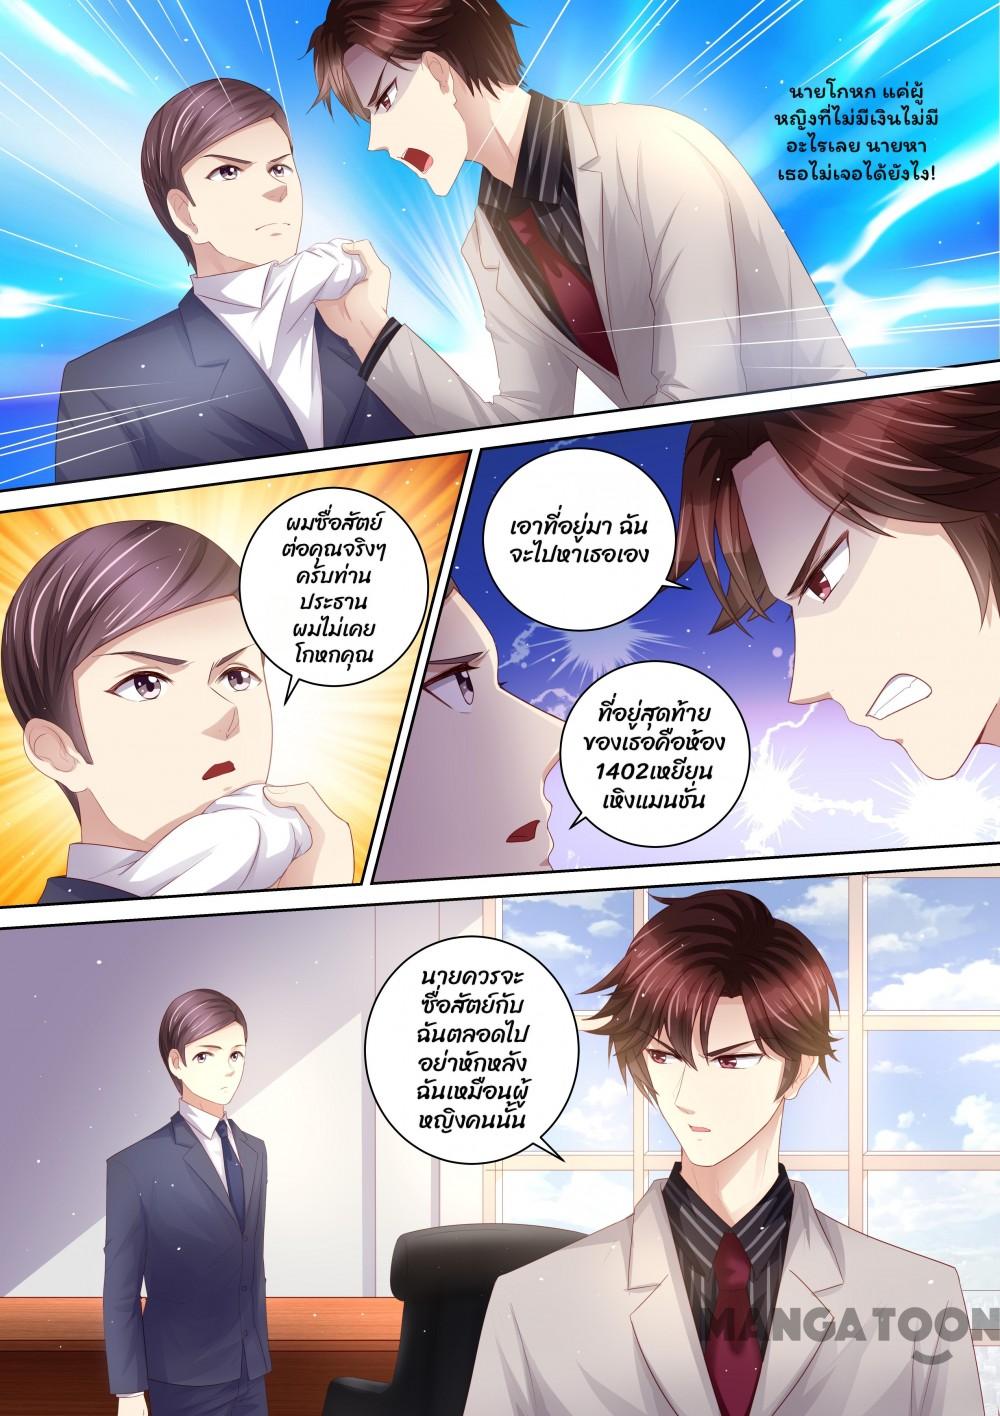 นายโกหก แค่ผู้
หญิงที่ไม่มีเงินไม่มี
อะไรเลย นายหา
เธอไม่เจอได้ยังไง!
ผมซื่อสัตย์
ต่อคุณจริงๆ
ครับท่าน
ประธาน
ผมไม่เคย
โกหกคุณ
เอาที่อยู่มา ฉัน
จะไปหาเธอเอง
ที่อยู่สุดท้าย
ของเธอคือห้อง
1402เหยียน
เหิงแมนชั่น
นายควรจะ
ซื่อสัตย์กับ
ฉันตลอดไป
อย่าหักหลัง
ฉันเหมือนผู้
หญิงคนนั้น
MANGATOON